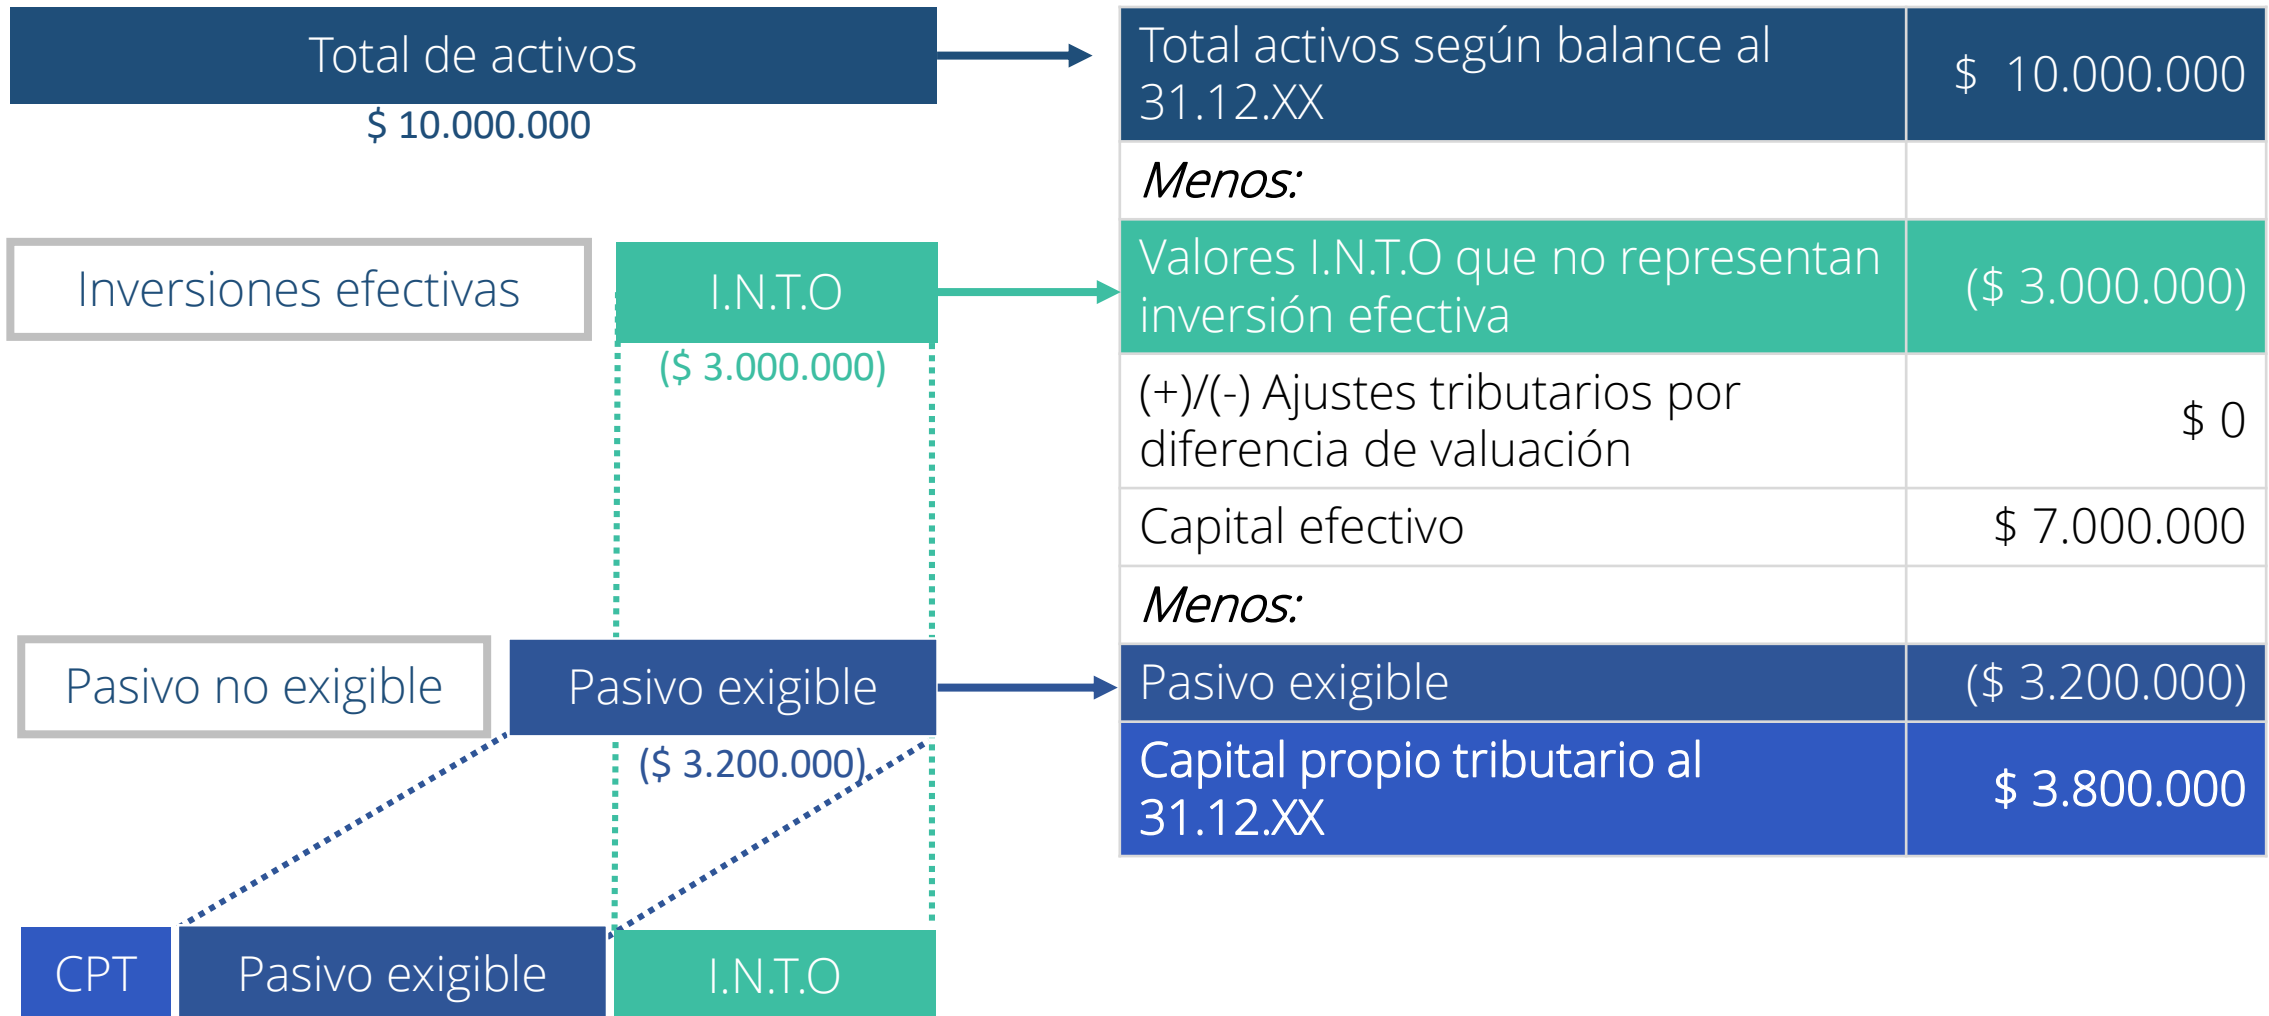 Total de activos
$ 10.000.000
Inversiones efectivas
I.N.T.O
($ 3.000.000)
Pasivo no exigible
Pasivo exigible
($ 3.200.000)
CPT
Pasivo exigible
I.N.T.O
Total activos según balance al
31.12.XX
$ 10.000.000
Menos:
Valores I.N.T.O que no representan
inversión efectiva
($ 3.000.000)
(+)/(-) Ajustes tributarios por
diferencia de valuación
$ 0
Capital efectivo
$ 7.000.000
Menos:
Pasivo exigible
($ 3.200.000)
Capital propio tributario al
31.12.XX
$ 3.800.000